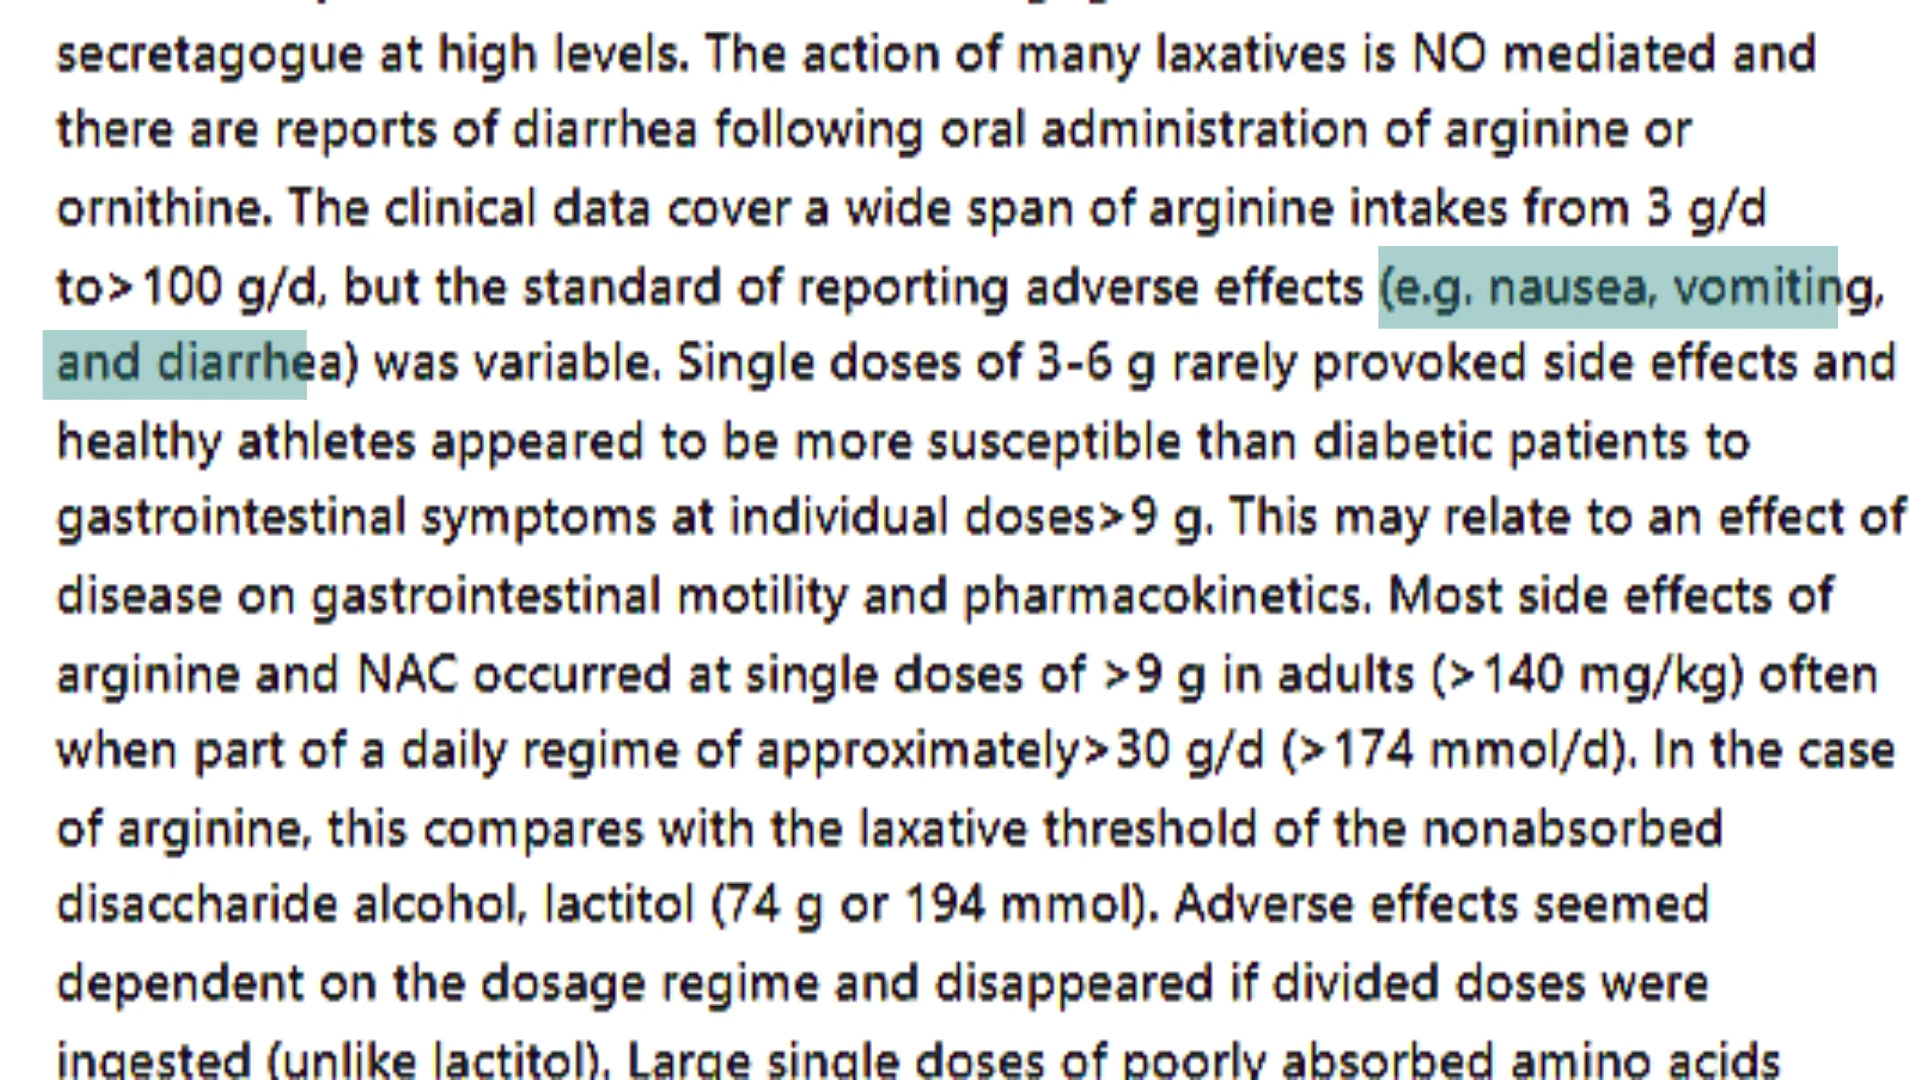 secretagogue at high levels. The action of many laxatives is NO mediated and
there are reports of diarrhea following oral administration of arginine or
ornithine. The clinical data cover a wide span of arginine intakes from 3 g/d
to>100 g/d, but the standard of reporting adverse effects (e.g. nausea, vomiting,
and diarrhea) was variable. Single doses of 3-6 g rarely provoked side effects and
healthy athletes appeared to be more susceptible than diabetic patients to
gastrointestinal symptoms at individual doses>9 g. This may relate to an effect of
disease on gastrointestinal motility and pharmacokinetics. Most side effects of
arginine and NAC occurred at single doses of >9 g in adults (>140 mg/kg) often
when part of a daily regime of approximately>30 g/d (>174 mmol/d). In the case
of arginine, this compares with the laxative threshold of the nonabsorbed
disaccharide alcohol, lactitol (74 g or 194 mmol). Adverse effects seemed
dependent on the dosage regime and disappeared if divided doses were
ingested (unlike lactitol). Large single doses of poorly absorbed amino acids